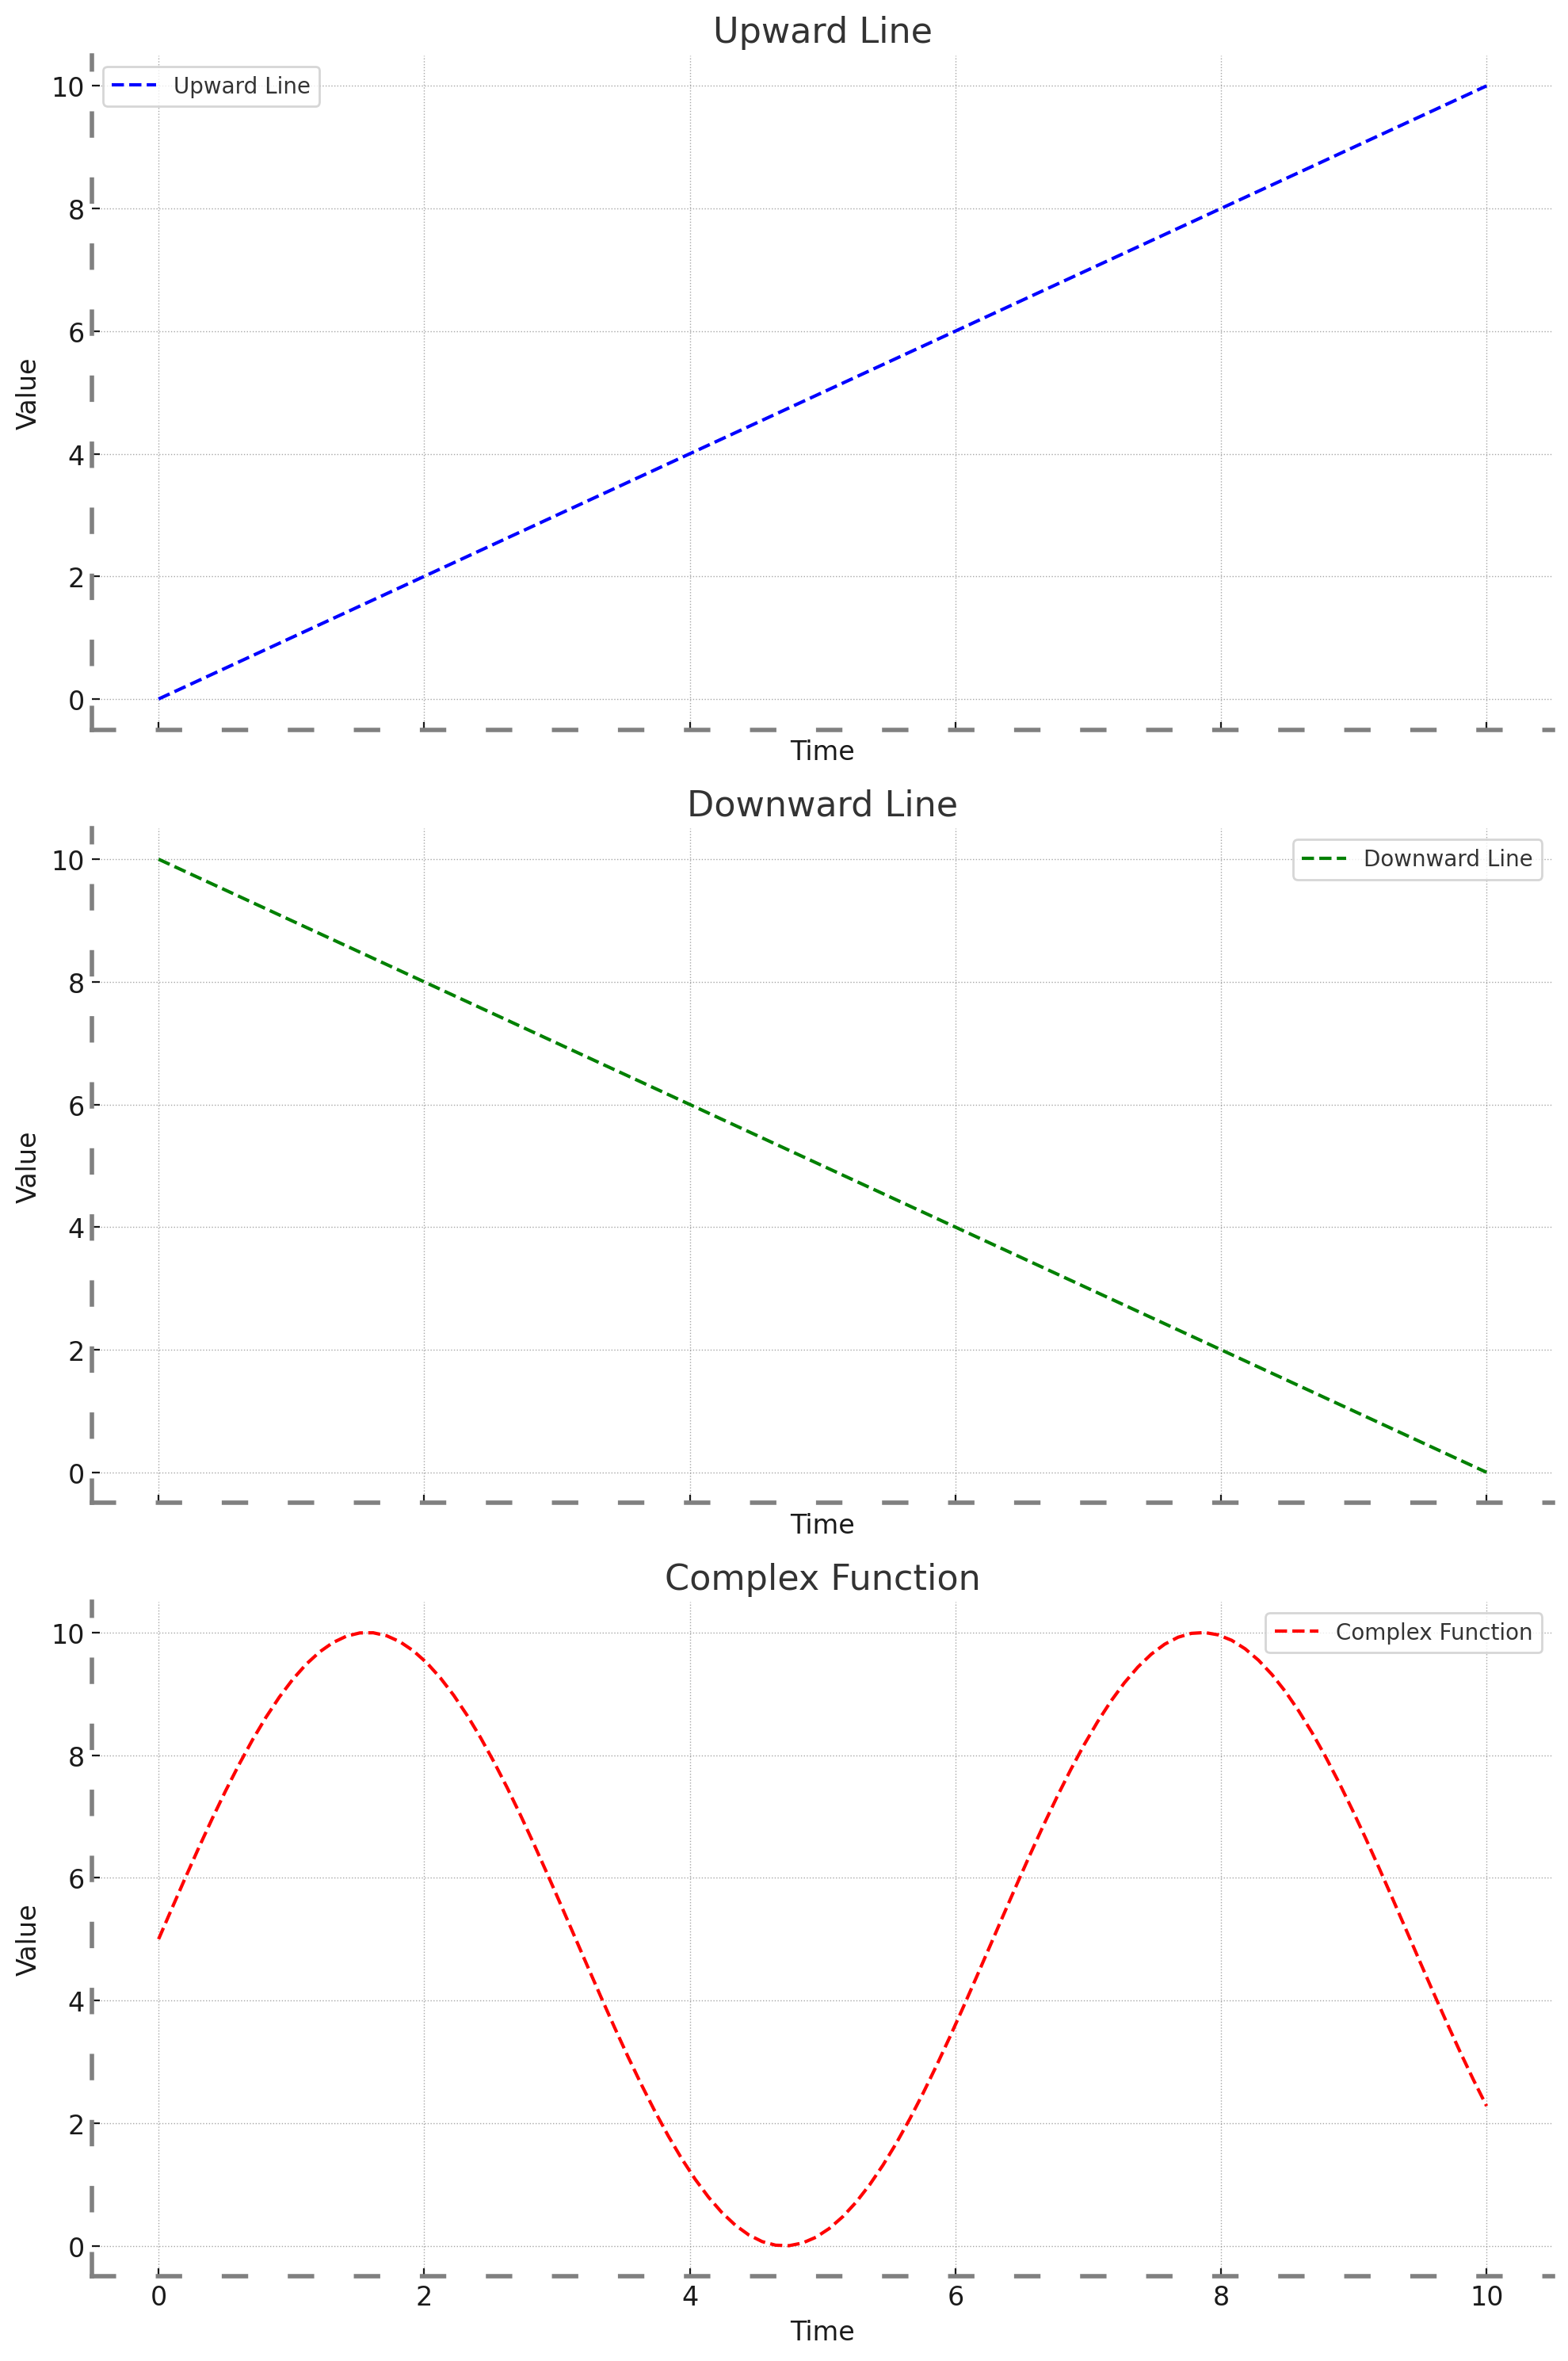 Upward Line
Upward Line
10
8
6
4
2
0
Value
Time
Downward Line
Downward Line
10
8
6
4
2
0
Value
Time
Complex Function
Complex Function
10
8
6
4
2
0
Value
0 2 4 6 8 10
Time